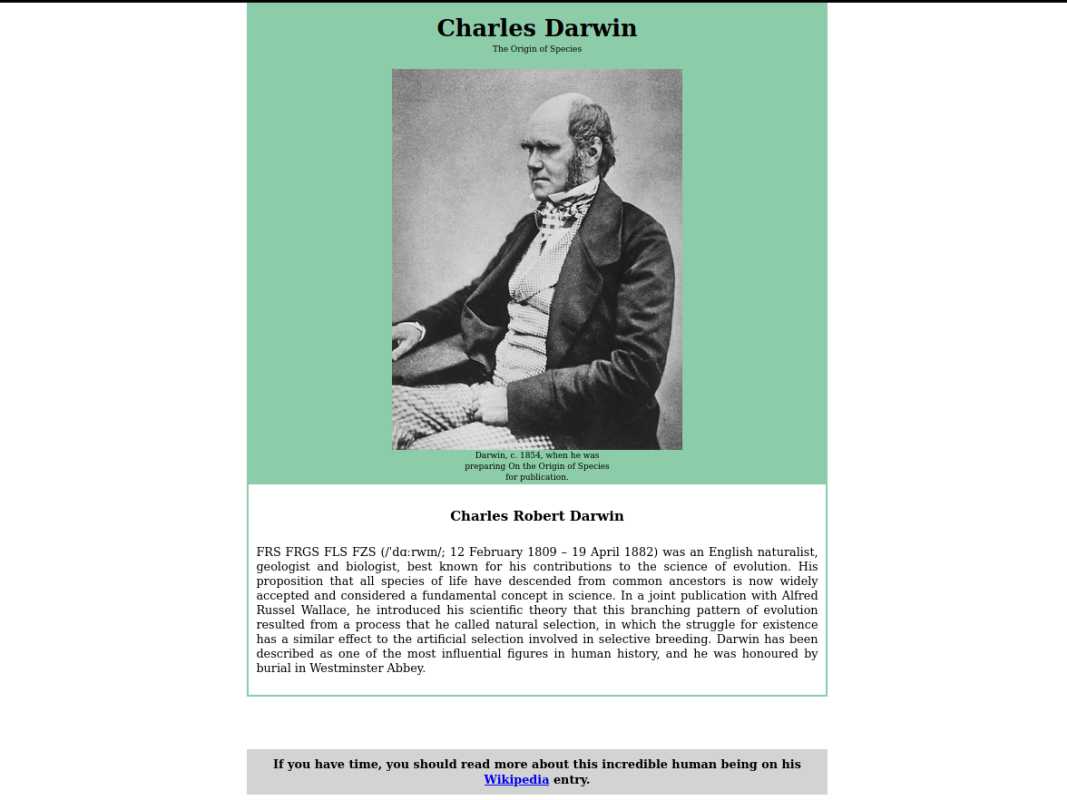 Charles Darwin
The Origin of Species
Darwin, c. 1854, when he was
preparing On the Origin of Species
for publication.
Charles Robert Darwin
FRS FRGS FLS FZS (/ˈdɑːrwɪn/; 12 February 1809 – 19 April 1882) was an English naturalist,
geologist and biologist, best known for his contributions to the science of evolution. His
proposition that all species of life have descended from common ancestors is now widely
accepted and considered a fundamental concept in science. In a joint publication with Alfred
Russel Wallace, he introduced his scientific theory that this branching pattern of evolution
resulted from a process that he called natural selection, in which the struggle for existence
has a similar effect to the artificial selection involved in selective breeding. Darwin has been
described as one of the most influential figures in human history, and he was honoured by
burial in Westminster Abbey.
If you have time, you should read more about this incredible human being on his
Wikipedia entry.